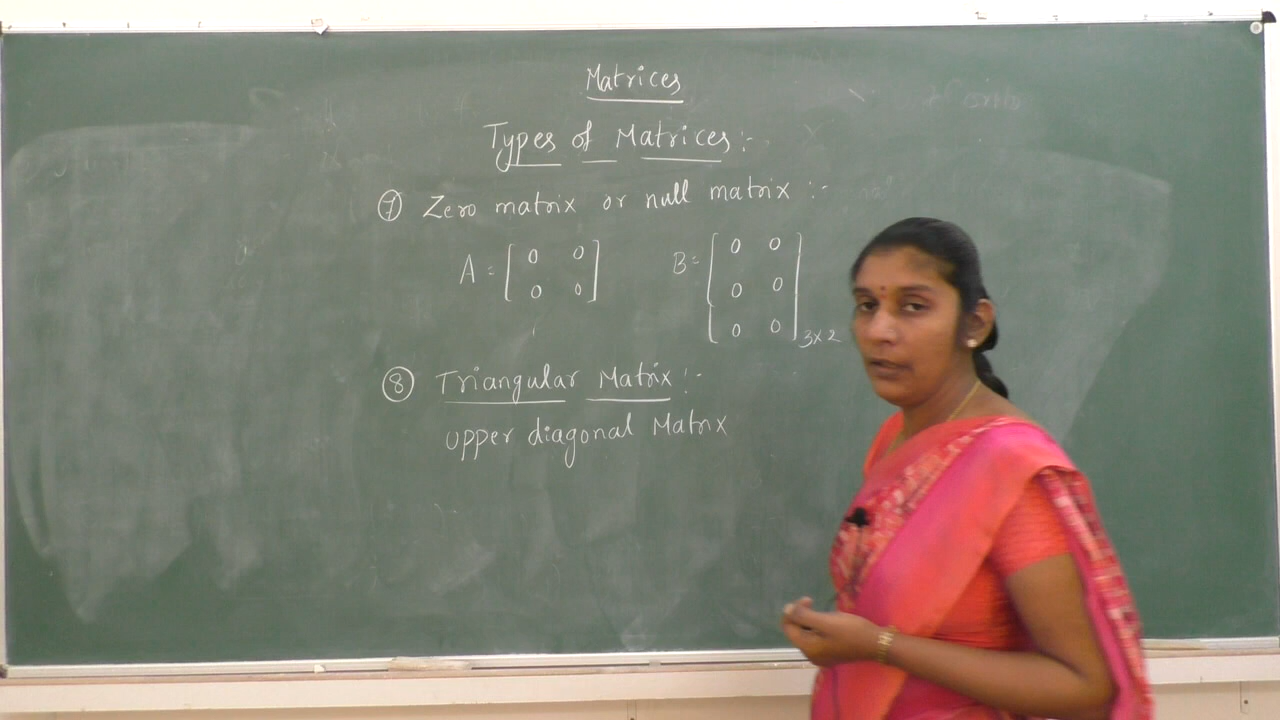 Matrices
Types of Matrices:-
⑦ Zero matrix or null matrix :-
A = [0 0
0 0]
B = [0 0
0 0
0 0] 3x2
⑧ Triangular Matrix:-
upper diagonal Matrix